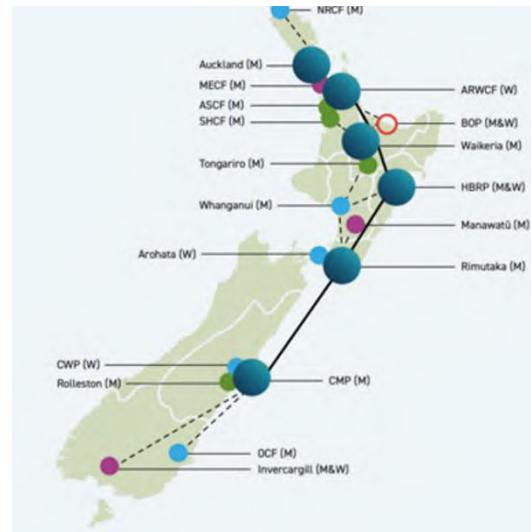 NRCF (M)
Auckland (M)
MECF (M)
ARWCF (W)
ASCF (M)
BOP (M&W)
SHCF (M)
Waikeria (M)
Tongariro (M)
HBRP (M&W)
Whanganui (M)
Manawatū (M)
Arohata (W)
Rimutaka (M)
CWP (W)
Rolleston (M)
CMP (M)
OCF (M)
Invercargill (M&W)